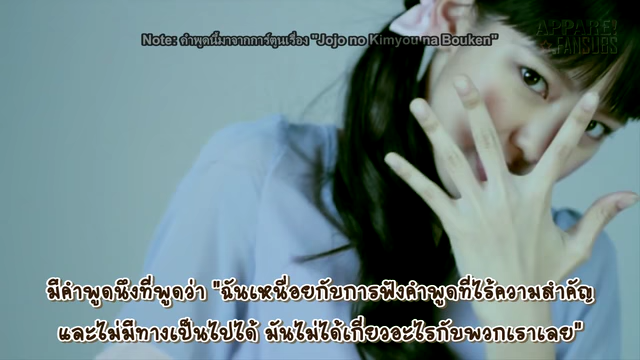 APPARE!
FANSUBS
Note: คำพูดนี้มาจากการ์ตูนเรื่อง "Jojo no Kimyou na Bouken"
มีคำพูดนึงที่พูดว่า "ฉันเหนื่อยกับการฟังคำพูดที่ไร้ความสำคัญ
และไม่มีทางเป็นไปได้ มันไม่ได้เกี่ยวอะไรกับพวกเราเลย"